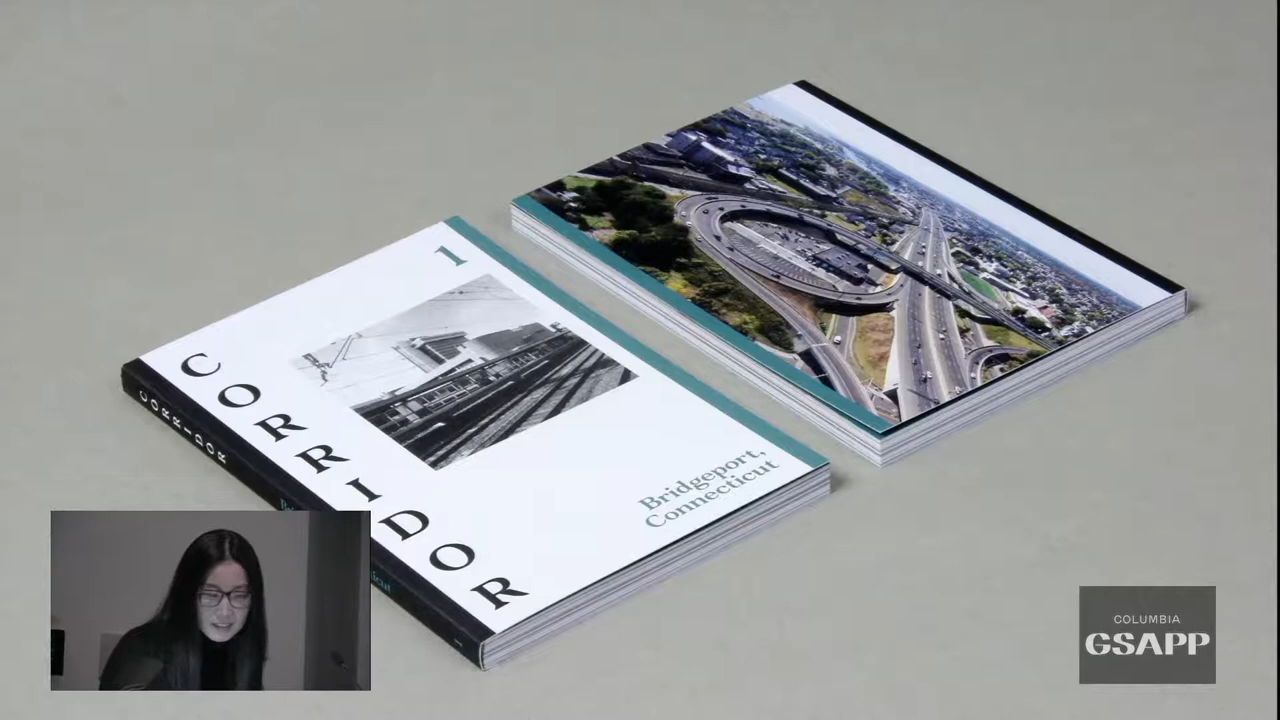 1
CORRIDOR
Bridgeport,
Connecticut
CORRIDOR
COLUMBIA
GSAPP